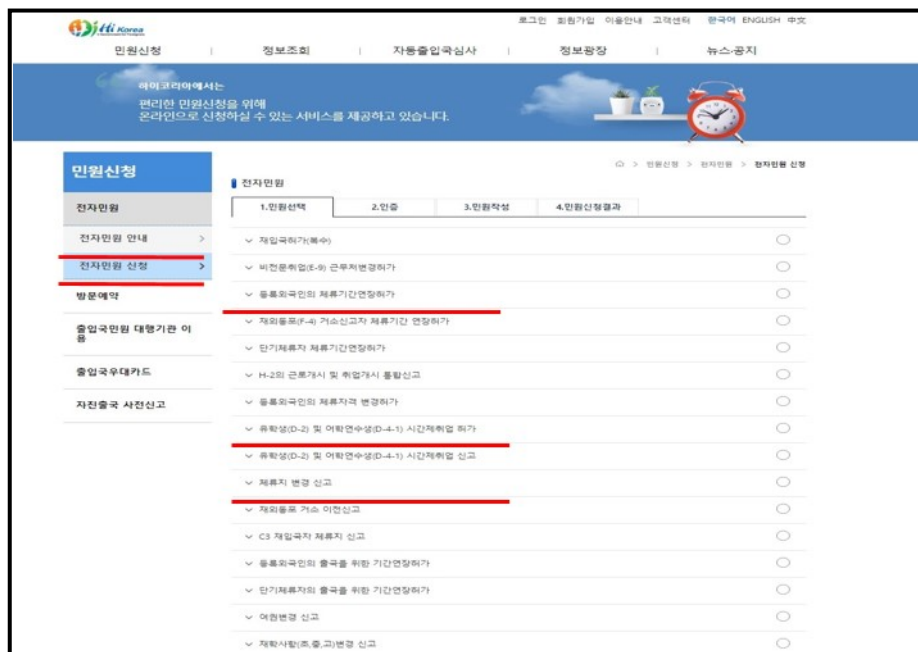 Hi Korea
로그인 회원가입 이용안내 고객센터 한국어 ENGLISH 中文
민원신청 정보조회 자동출입국심사 정보광장 뉴스·공지
하이코리아에서는
편리한 민원신청을 위해
온라인으로 신청하실 수 있는 서비스를 제공하고 있습니다.
민원신청
> 민원신청 > 전자민원 > 전자민원 신청
전자민원
전자민원
1.민원선택 2.인증 3.민원작성 4.민원신청결과
전자민원 안내 >
재입국허가(복수)
전자민원 신청 >
비전문취업(E-9) 근무처변경허가
방문예약
등록외국인의 체류기간연장허가
출입국민원 대행기관 이
용
재외동포(F-4) 거소신고자 체류기간 연장허가
단기체류자 체류기간연장허가
출입국우대카드
H-2의 근로개시 및 취업개시 통합신고
자진출국 사전신고
등록외국인의 체류자격 변경허가
유학생(D-2) 및 어학연수생(D-4-1) 시간제취업 허가
유학생(D-2) 및 어학연수생(D-4-1) 시간제취업 신고
체류지 변경 신고
재외동포 거소 이전신고
C3 재입국자 체류지 신고
등록외국인의 출국을 위한 기간연장허가
단기체류자의 출국을 위한 기간연장허가
여권변경 신고
재학사항(초,중,고)변경 신고